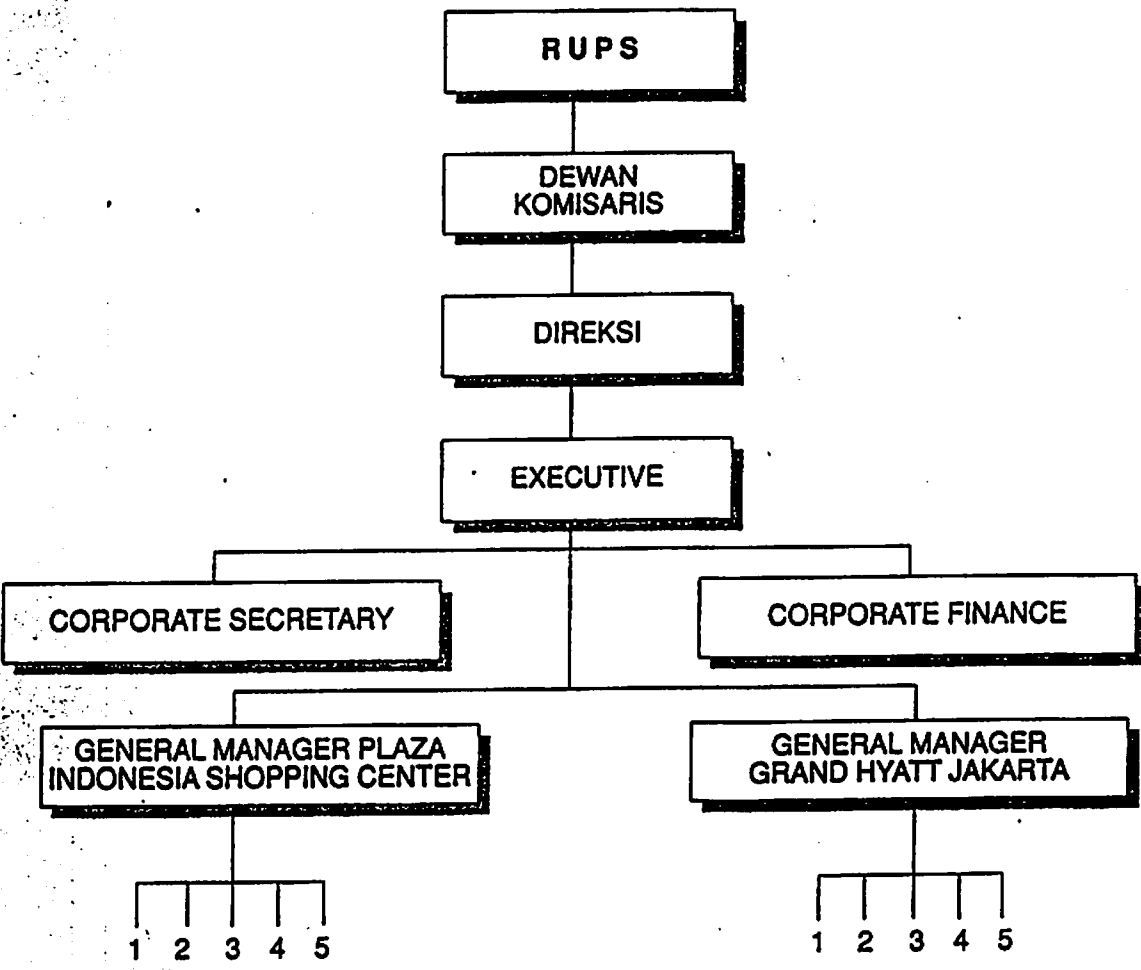 RUPS
DEWAN
KOMISARIS
DIREKSI
EXECUTIVE
CORPORATE SECRETARY
CORPORATE FINANCE
GENERAL MANAGER PLAZA
INDONESIA SHOPPING CENTER
GENERAL MANAGER
GRAND HYATT JAKARTA
1 2 3 4 5
1 2 3 4 5